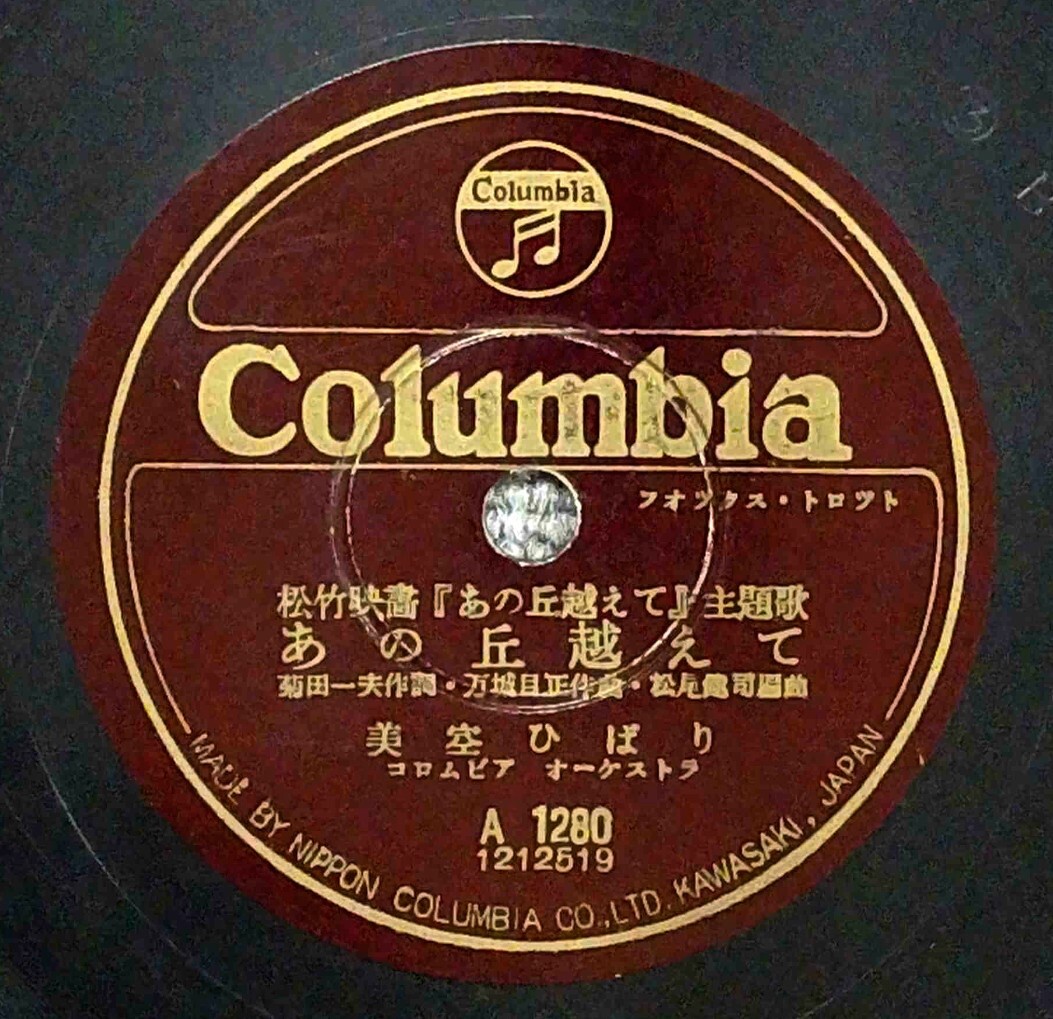 Columbia
Columbia
フオツクス・トロツト
松竹映畵『あの丘越えて』主題歌
あの丘越えて
菊田一夫作詞・万城目正作曲・松尾健司編曲
美空ひばり
コロムビア オーケストラ
A 1280
1212519
MADE BY NIPPON COLUMBIA CO., LTD. KAWASAKI, JAPAN